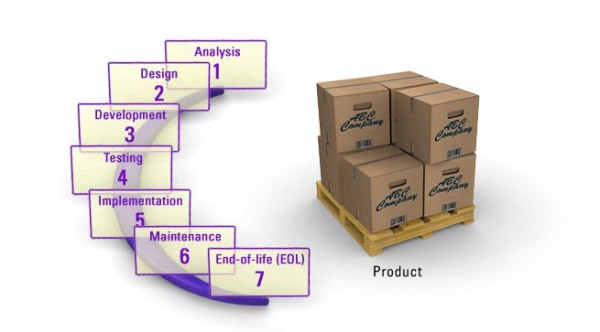 Analysis
1
Design
2
Development
3
Testing
4
Implementation
5
Maintenance
6
End-of-life (EOL)
7
ABC
Company
ABC
Company
ABC
Company
ABC
Company
Product